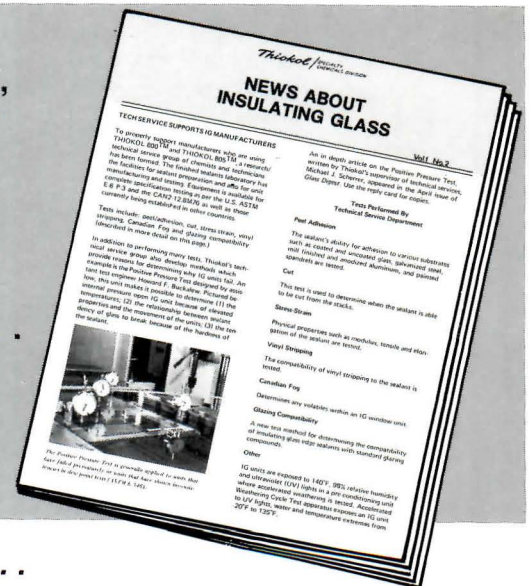 ,
Thiokol / SPECIALTY
CHEMICALS DIVISION
NEWS ABOUT
INSULATING GLASS
Vol1 No.2
TECH SERVICE SUPPORTS IG MANUFACTURERS
To properly support manufacturers who are using
THIOKOL 800™ and THIOKOL 805™, a research/
technical service group of chemists and technicians
has been formed. The finished sealants laboratory has
the facilities for sealant preparation and also for unit
manufacturing and testing. Equipment is available for
complete specification testing as per the U.S. ASTM
E-6 P-3 and the CAN2-12.8M76 as well as those
currently being established in other countries.
Tests include: peel/adhesion, cut, stress strain, vinyl
stripping, Canadian Fog and glazing compatibility
(described in more detail on this page.)
In addition to performing many tests, Thiokol's tech-
nical service group also develop methods which
provide reasons for determining why IG units fail. An
example is the Positive Pressure Test designed by assis-
tant test engineer Howard F. Buckalew. Pictured be-
low, this unit makes it possible to determine (1) the
internal pressure upon IG unit because of elevated
temperatures; (2) the relationship between sealant
properties and the movement of the units; (3) the ten-
dency of glass to break because of the hardness of
the sealant.
The Positive Pressure Test is generally applied to units that
have failed prematurely or units that have shown
An in depth article on the Positive Pressure Test,
written by Thiokol's supervisor of technical services,
Michael J. Scherrer, appeared in the April issue of
Glass Digest. Use the reply card for copies.
Tests Performed By
Technical Service Department
Peel Adhesion
The sealant's ability for adhesion to various substrates
such as coated and uncoated glass, galvanized steel,
mill finished and anodized aluminum, and painted
spandrels are tested.
Cut
This test is used to determine when the sealant is able
to be cut from the stacks.
Stress-Strain
Physical properties such as modulus, tensile and elon-
gation of the sealant are tested.
Vinyl Stripping
The compatibility of vinyl stripping to the sealant is
tested.
Canadian Fog
Determines any volatiles within an IG window unit.
Glazing Compatibility
A new test method for determining the compatibility
of insulating glass edge sealants with standard glazing
compounds.
Other
IG units are exposed to 140°F, 98% relative humidity
and ultraviolet (UV) lights in a pre conditioning unit
where accelerated weathering is tested. Accelerated
Weathering Cycle Test apparatus exposes an IG unit
to UV lights, water and temperature extremes from
20°F to 135°F.
.
. .